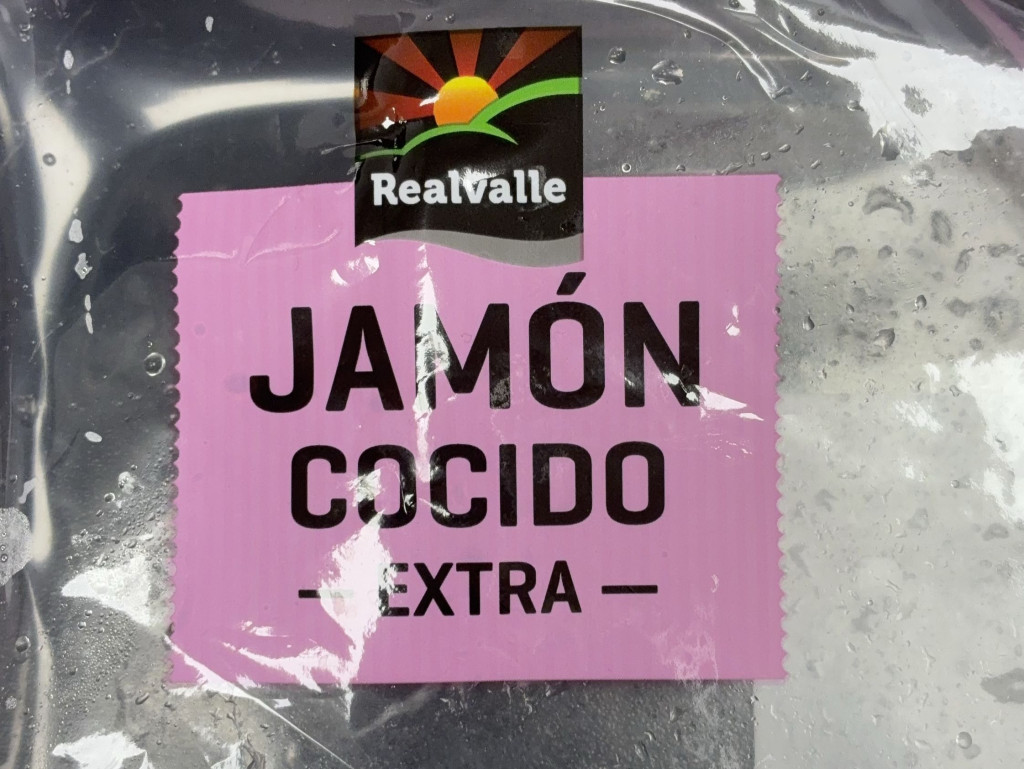 Realvalle
JAMÓN
COCIDO
— EXTRA —